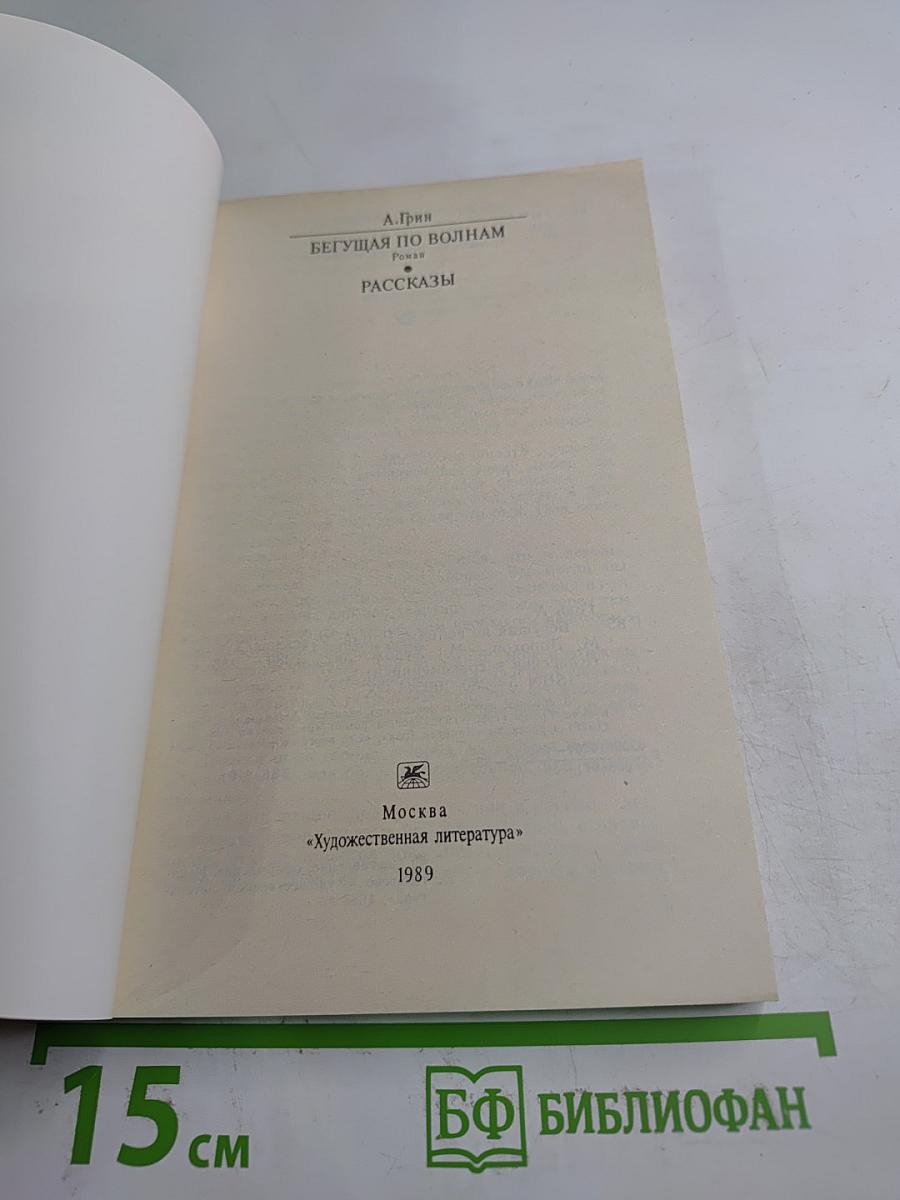 А.Грин
БЕГУЩАЯ ПО ВОЛНАМ
Роман
РАССКАЗЫ
Москва
«Художественная литература»
1989
15 см
БФ БИБЛИОФАН